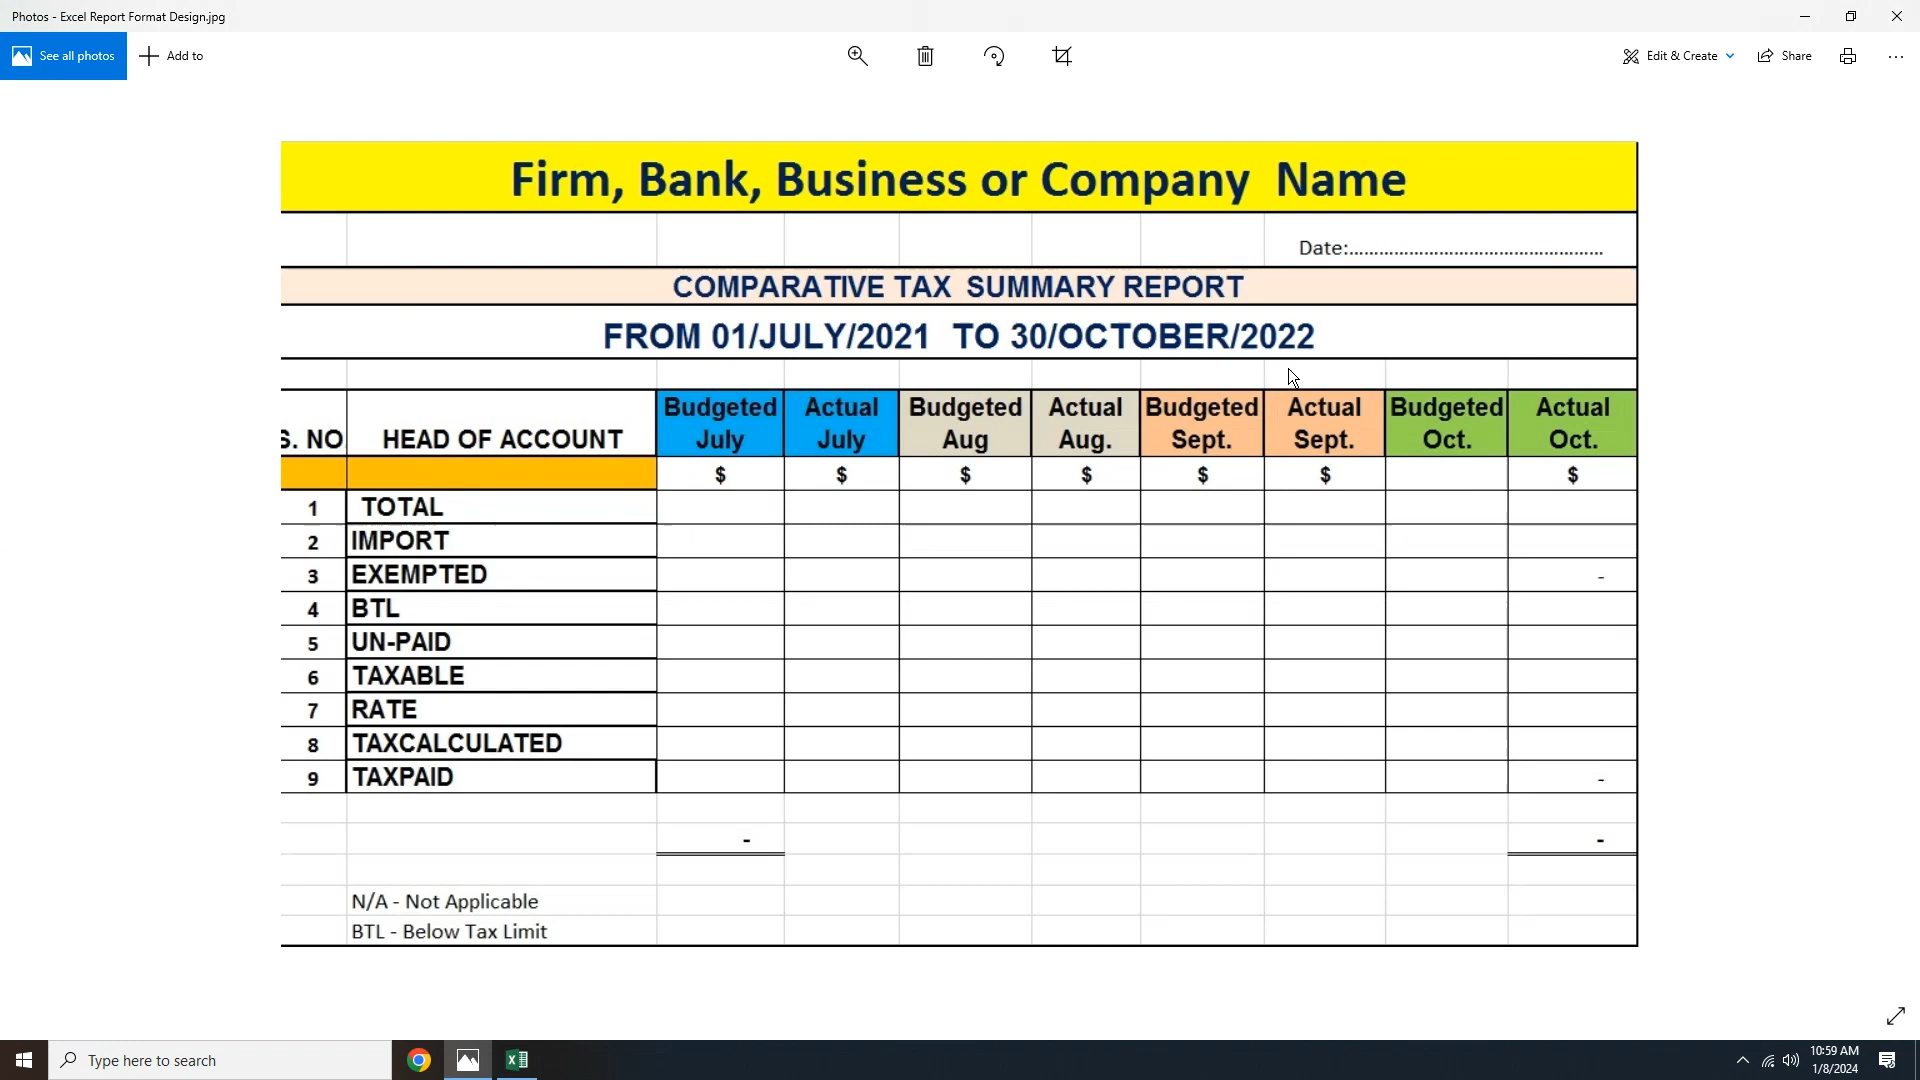 Photos - Excel Report Format Design.jpg
See all photos
Add to
Edit & Create
Share
Firm, Bank, Business or Company Name
Date:................................................
COMPARATIVE TAX SUMMARY REPORT
FROM 01/JULY/2021 TO 30/OCTOBER/2022
S. NO HEAD OF ACCOUNT Budgeted July Actual July Budgeted Aug Actual Aug. Budgeted Sept. Actual Sept. Budgeted Oct. Actual Oct.
$ $ $ $ $ $ $
1 TOTAL
2 IMPORT
3 EXEMPTED -
4 BTL
5 UN-PAID
6 TAXABLE
7 RATE
8 TAXCALCULATED
9 TAXPAID -
- -
N/A - Not Applicable
BTL - Below Tax Limit
Type here to search
10:59 AM
1/8/2024